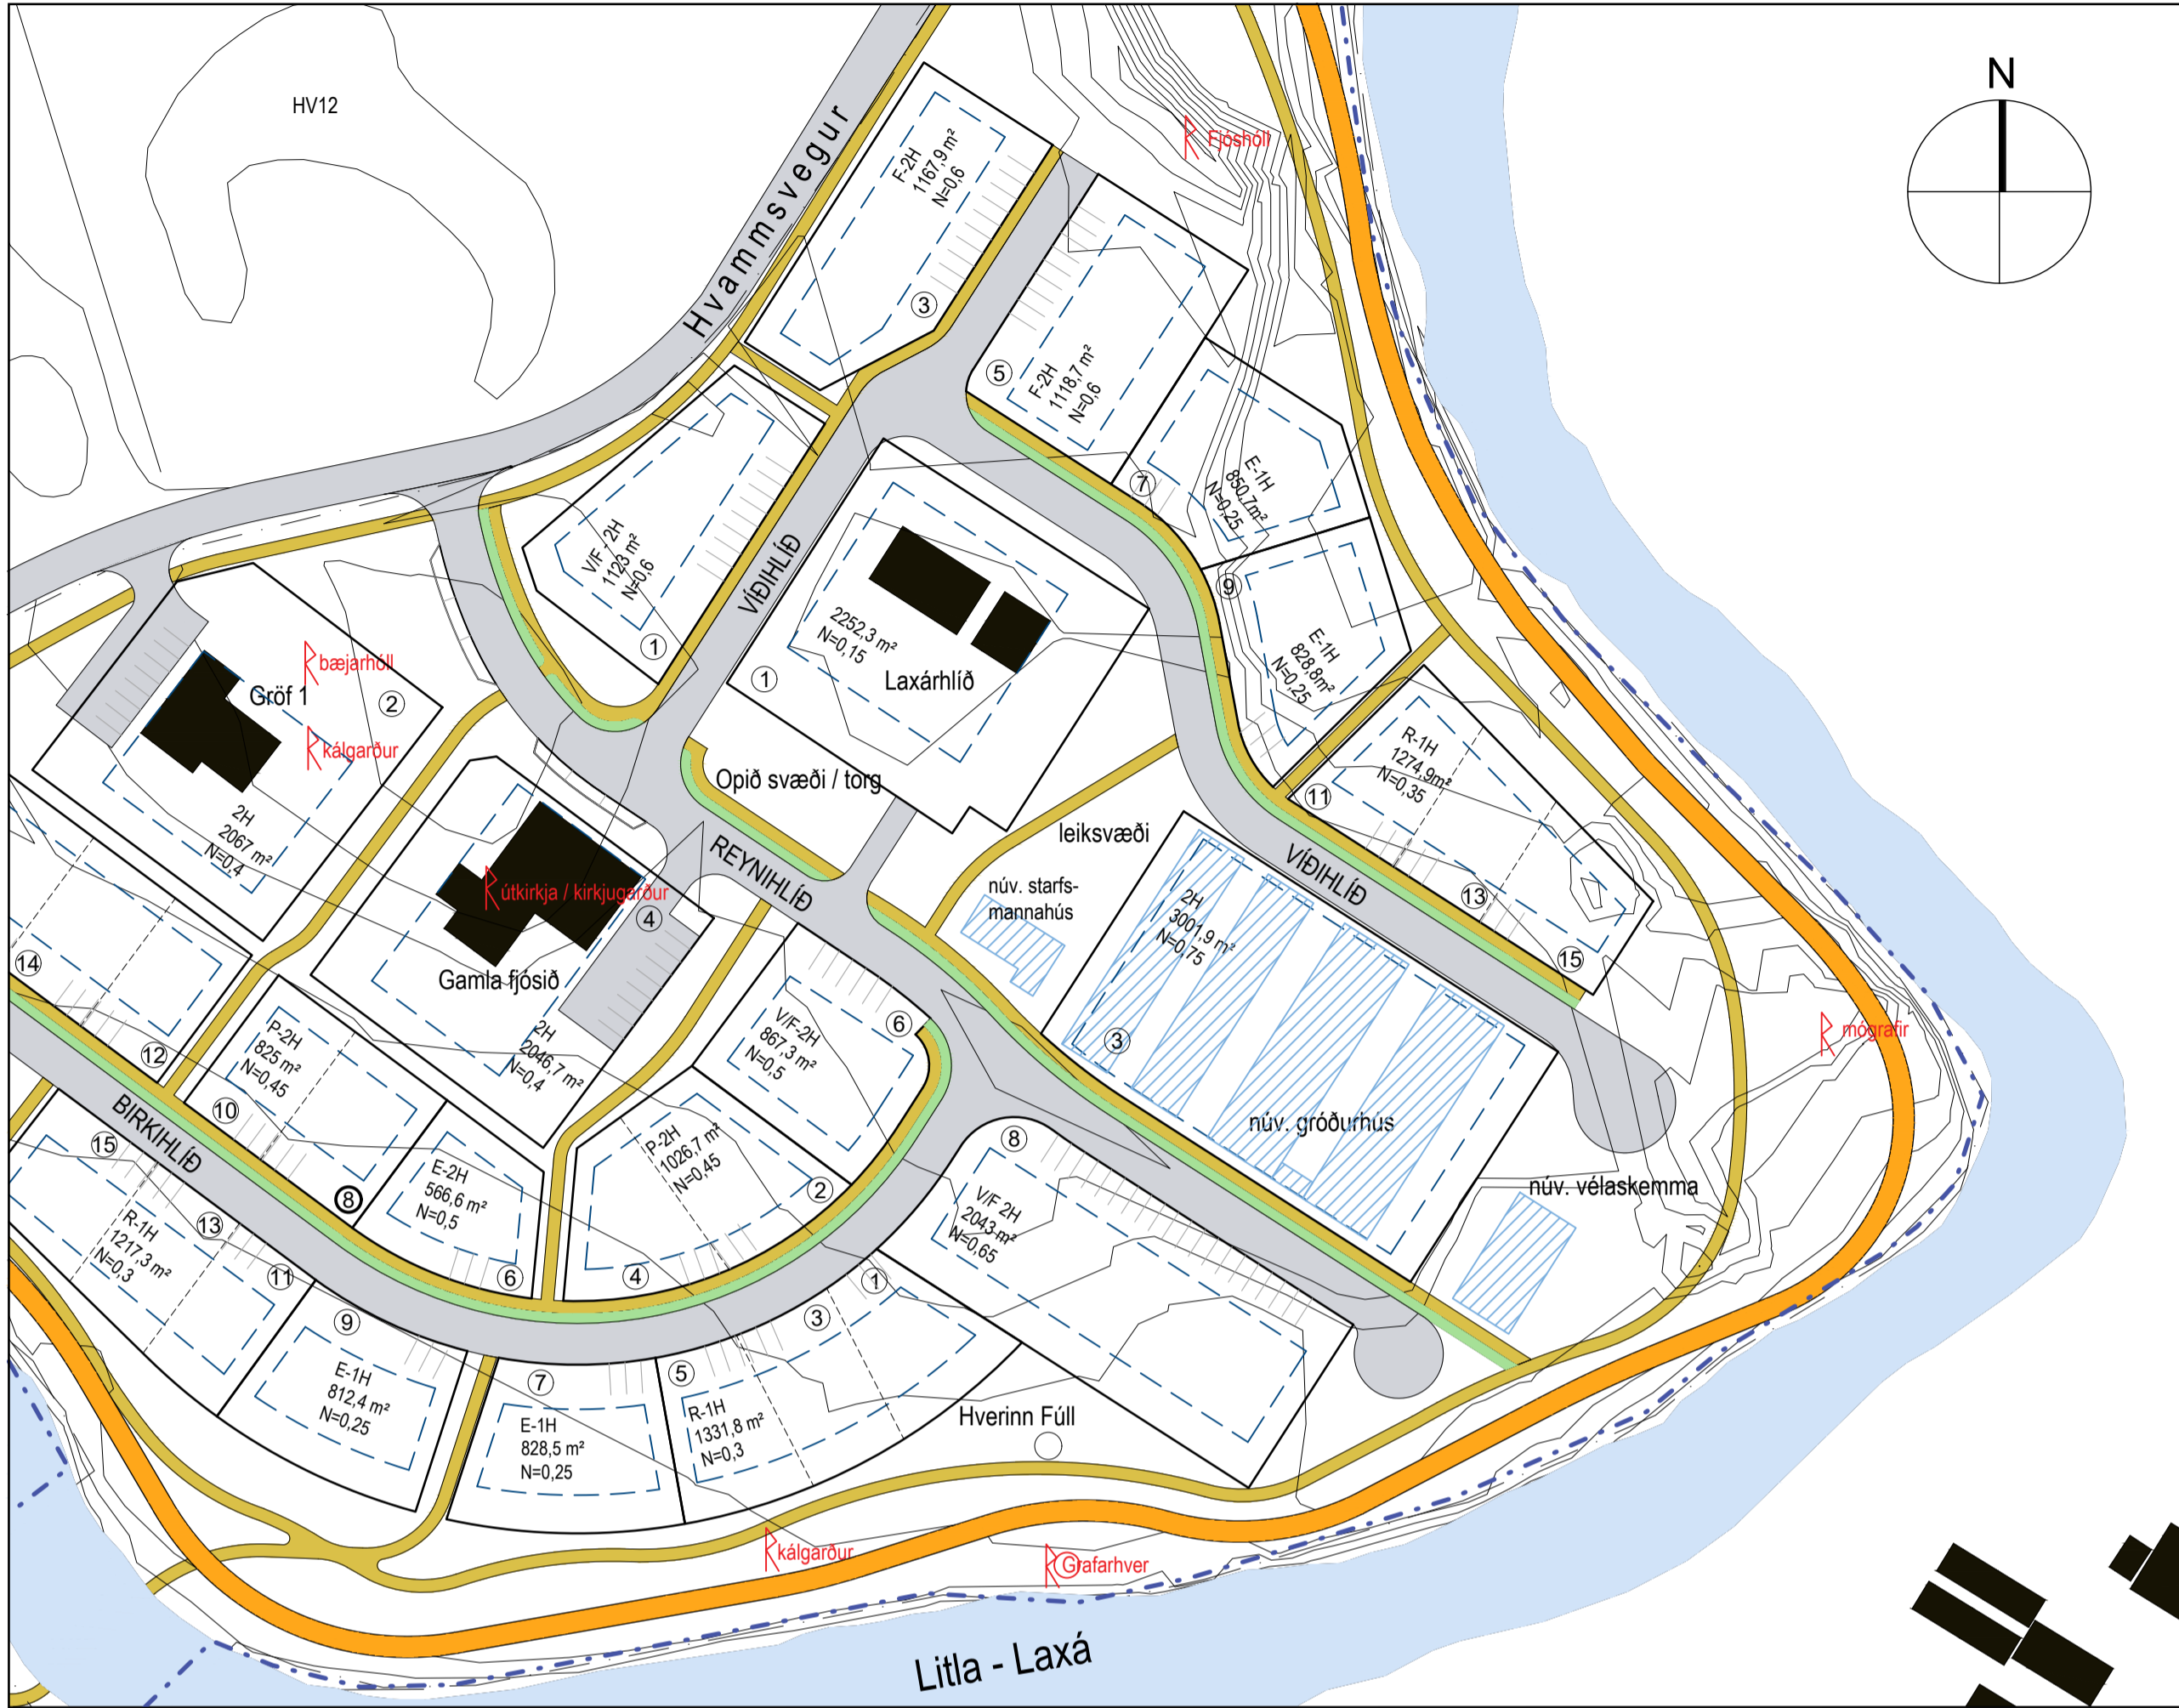 N
HV12
Hvammsvegur
Fjóshóll
F-2H
1167,9 m²
N=0,6
3
5
F-2H
1118,7 m²
N=0,6
7
E-1H
850,7m²
N=0,25
V/F - 2H
1123 m²
N=0,6
1
VÍÐIHLÍÐ
2252,3 m²
N=0,15
Laxárhlíð
1
9
E-1H
828,8m²
N=0,25
bæjarhóll
Gröf 1
2
kálgarður
2H
2067 m²
N=0,4
Opið svæði / torg
R-1H
1274,9m²
N=0,35
11
13
15
VÍÐIHLÍÐ
leiksvæði
núv. starfs-
mannahús
REYNIHLÍÐ
útkirkja / kirkjugarður
4
Gamla fjósið
2H
2046,7 m²
N=0,4
2H
3001,9 m²
N=0,75
3
núv. gróðurhús
mógrafir
núv. vélaskemma
14
12
P-2H
825 m²
N=0,45
10
8
V/F-2H
867,3 m²
N=0,5
6
BIRKIHLÍÐ
E-2H
566,6 m²
N=0,5
6
P-2H
1026,7 m²
N=0,45
2
4
8
V/F 2H
2043 m²
N=0,65
15
13
11
R-1H
1217,3 m²
N=0,3
9
E-1H
812,4 m²
N=0,25
7
E-1H
828,5 m²
N=0,25
5
3
1
R-1H
1331,8 m²
N=0,3
Hverinn Fúll
kálgarður
Grafarhver
Litla - Laxá